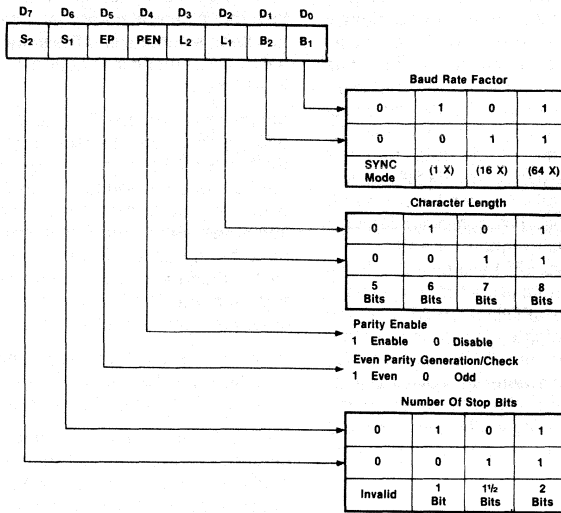 D7 D6 D5 D4 D3 D2 D1 D0
S2 S1 EP PEN L2 L1 B2 B1
Baud Rate Factor
0 1 0 1
0 0 1 1
SYNC Mode (1 X) (16 X) (64 X)
Character Length
0 1 0 1
0 0 1 1
5 Bits 6 Bits 7 Bits 8 Bits
Parity Enable
1 Enable 0 Disable
Even Parity Generation/Check
1 Even 0 Odd
Number Of Stop Bits
0 1 0 1
0 0 1 1
Invalid 1 Bit 1½ Bits 2 Bits